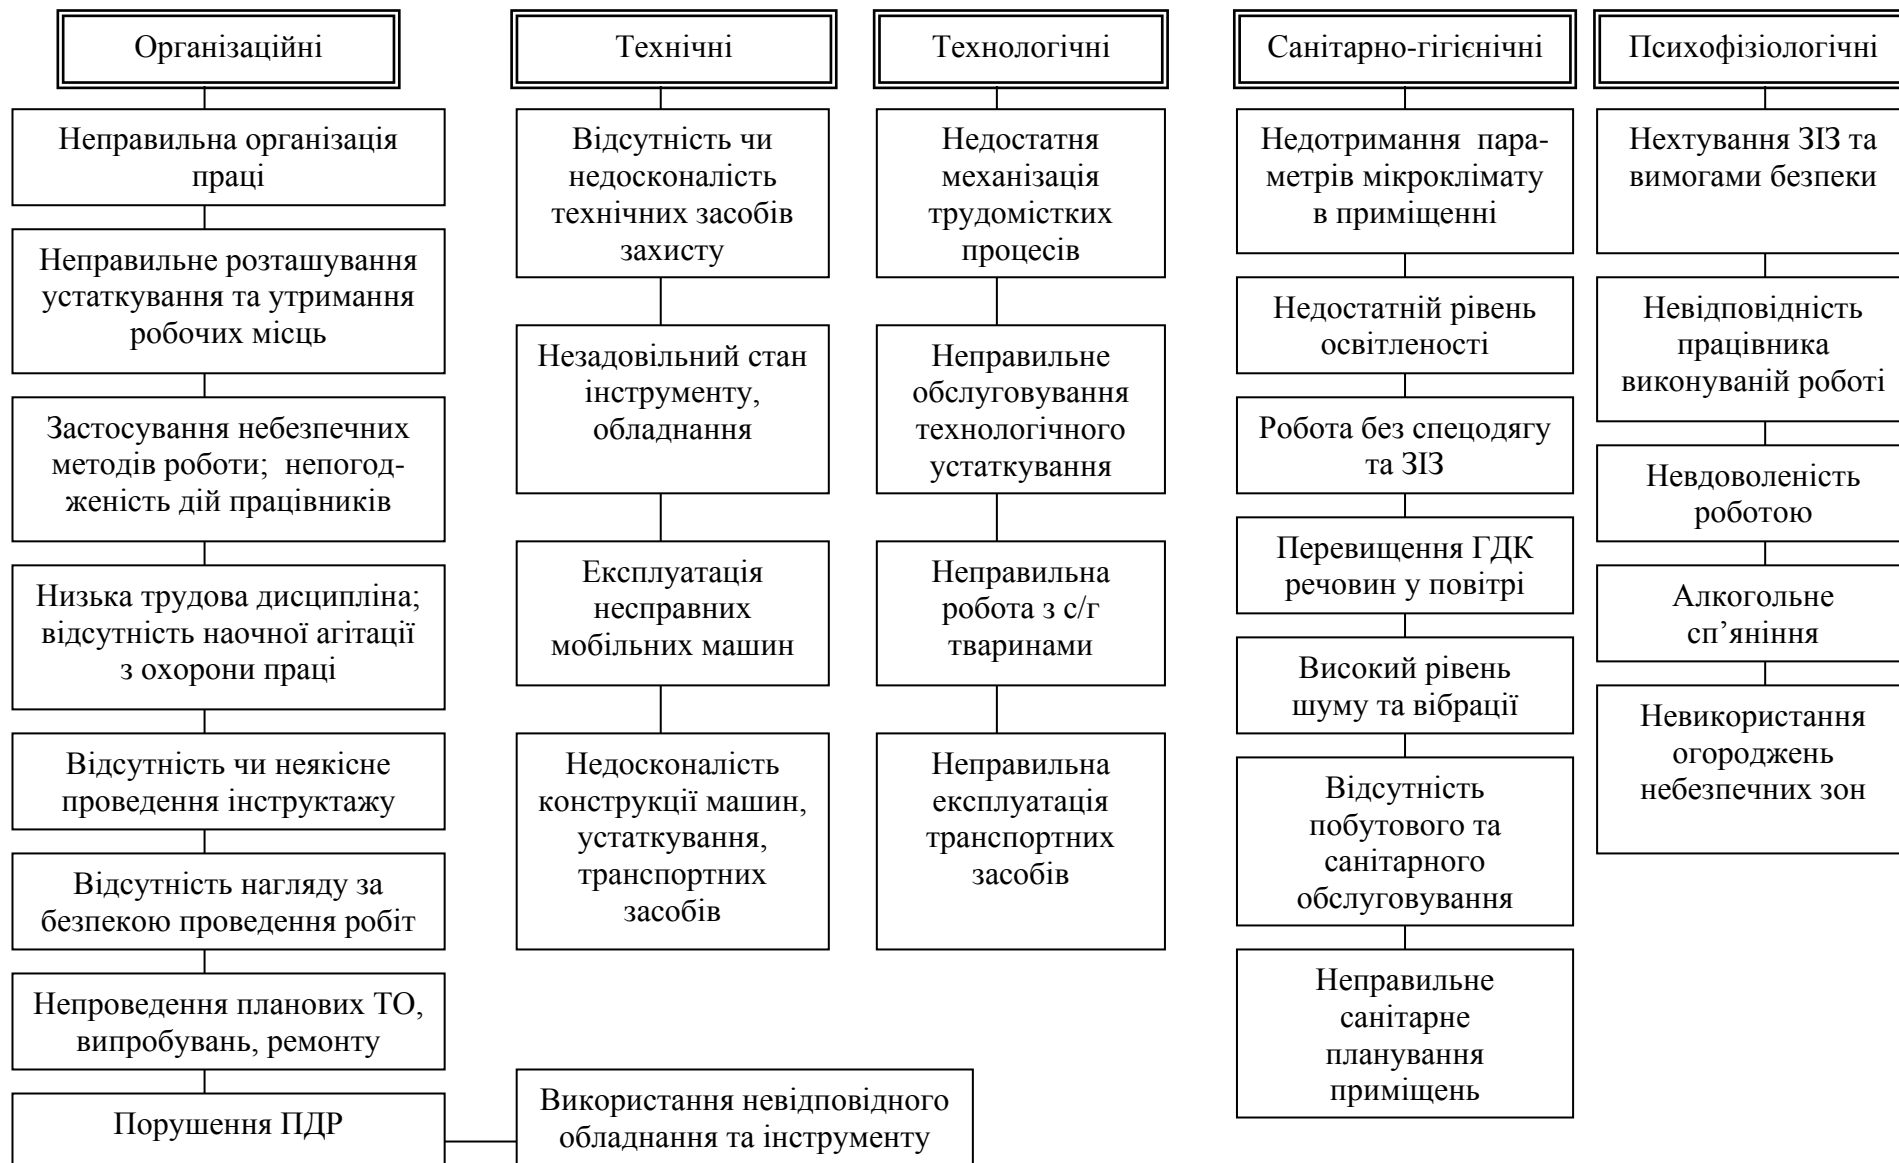 Організаційні
Неправильна організація
праці
Неправильне розташування
устаткування та утримання
робочих місць
Застосування небезпечних
методів роботи; непогод-
женість дій працівників
Низька трудова дисципліна;
відсутність наочної агітації
з охорони праці
Відсутність чи неякісне
проведення інструктажу
Відсутність нагляду за
безпекою проведення робіт
Непроведення планових ТО,
випробувань, ремонту
Порушення ПДР
Використання невідповідного
обладнання та інструменту
Технічні
Відсутність чи
недосконалість
технічних засобів
захисту
Незадовільний стан
інструменту,
обладнання
Експлуатація
несправних
мобільних машин
Недосконалість
конструкції машин,
устаткування,
транспортних
засобів
Технологічні
Недостатня
механізація
трудомістких
процесів
Неправильне
обслуговування
технологічного
устаткування
Неправильна
робота з с/г
тваринами
Неправильна
експлуатація
транспортних
засобів
Санітарно-гігієнічні
Недотримання пара-
метрів мікроклімату
в приміщенні
Недостатній рівень
освітленості
Робота без спецодягу
та ЗІЗ
Перевищення ГДК
речовин у повітрі
Високий рівень
шуму та вібрації
Відсутність
побутового та
санітарного
обслуговування
Неправильне
санітарне
планування
приміщень
Психофізіологічні
Нехтування ЗІЗ та
вимогами безпеки
Невідповідність
працівника
виконуваній роботі
Невдоволеність
роботою
Алкогольне
сп’яніння
Невикористання
огороджень
небезпечних зон